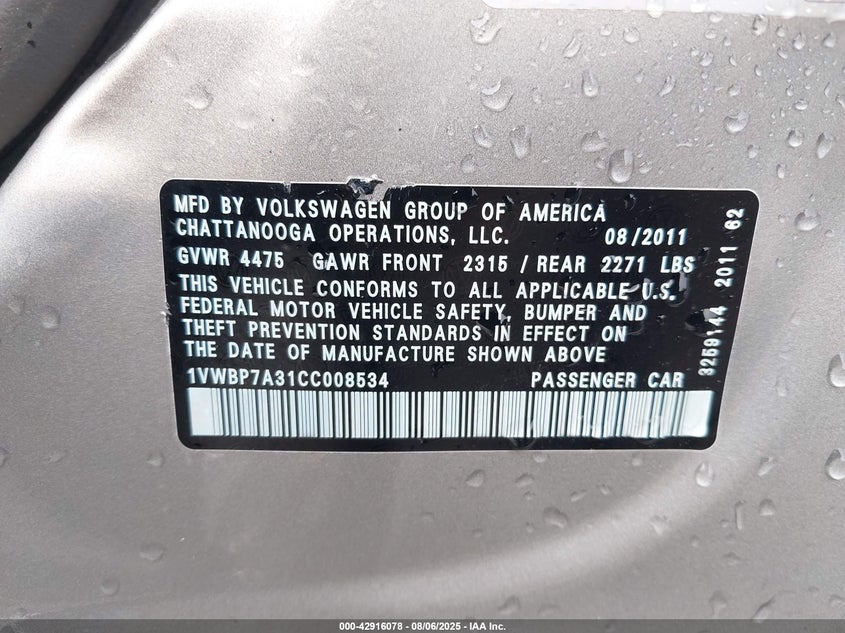 MFD BY VOLKSWAGEN GROUP OF AMERICA
CHATTANOOGA OPERATIONS, LLC. 08/2011
GVWR 4475 GAWR FRONT 2315 / REAR 2271 LBS
THIS VEHICLE CONFORMS TO ALL APPLICABLE U.S.
FEDERAL MOTOR VEHICLE SAFETY, BUMPER AND
THEFT PREVENTION STANDARDS IN EFFECT ON
THE DATE OF MANUFACTURE SHOWN ABOVE
1VWBP7A31CC008534 PASSENGER CAR
3259144 2011 62
000-42916078 - 08/06/2025 - IAA Inc.